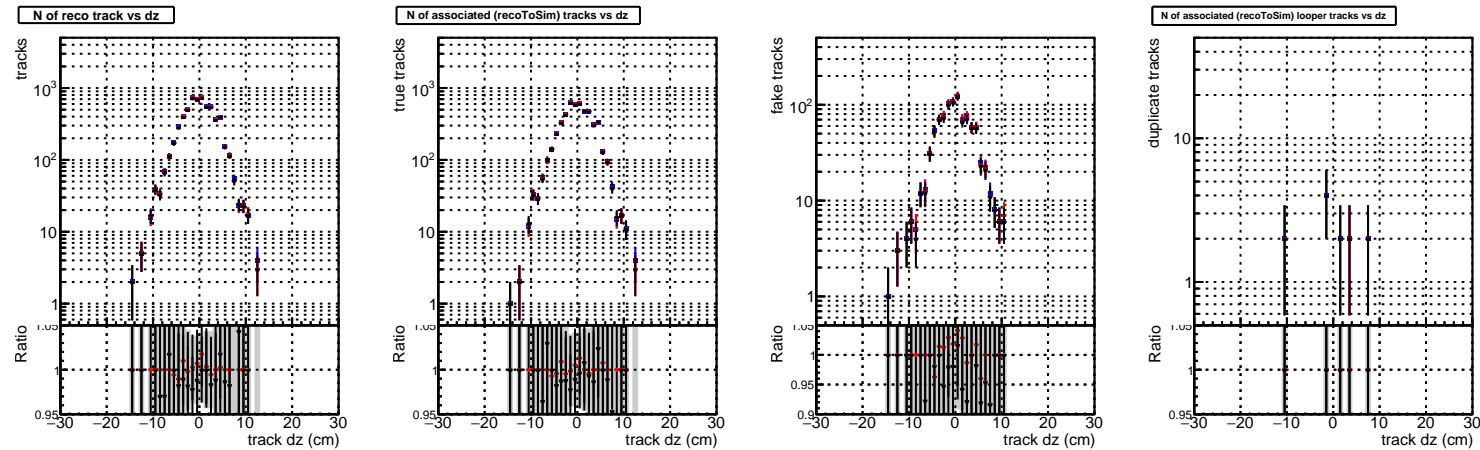 N of reco track vs dz
tracks
10³
10²
10
1
Ratio
1.05
1
0.95
−30 −20 −10 0 10 20 30
track dz (cm)
N of associated (recoToSim) tracks vs dz
true tracks
10³
10²
10
1
Ratio
1.05
1
0.95
−30 −20 −10 0 10 20 30
track dz (cm)
fake tracks
10²
10
1
Ratio
1
0.95
0.9
−30 −20 −10 0 10 20 30
track dz (cm)
N of associated (recoToSim) looper tracks vs dz
duplicate tracks
10
1
Ratio
1.05
1
0.95
−30 −20 −10 0 10 20 30
track dz (cm)